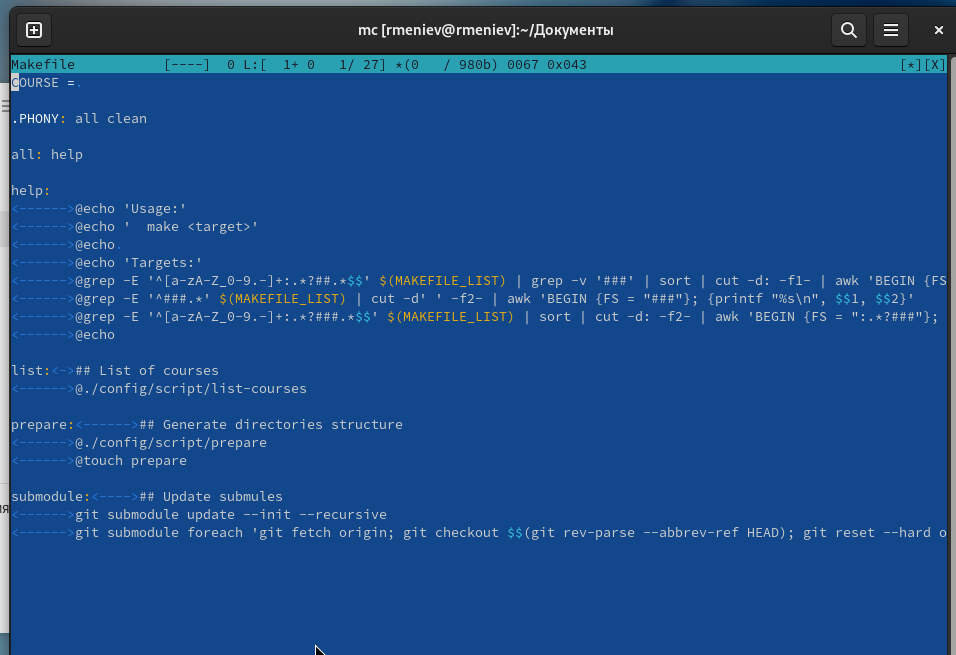 mc [rmeniev@rmeniev]:~/Документы
Makefile [----] 0 L:[ 1+ 0 1/ 27] *(0 / 980b) 0067 0x043 [*][X]
COURSE =.
.PHONY: all clean
all: help
help:
<------>@echo 'Usage:'
<------>@echo '  make <target>'
<------>@echo.
<------>@echo 'Targets:'
<------>@grep -E '^[a-zA-Z_0-9.-]+:.*?##.*$$' $(MAKEFILE_LIST) | grep -v '###' | sort | cut -d: -f1- | awk 'BEGIN {FS
<------>@grep -E '^###.*' $(MAKEFILE_LIST) | cut -d' ' -f2- | awk 'BEGIN {FS = "###"}; {printf "%s\n", $$1, $$2}'
<------>@grep -E '^[a-zA-Z_0-9.-]+:.*?###.*$$' $(MAKEFILE_LIST) | sort | cut -d: -f2- | awk 'BEGIN {FS = ":.*?###"};
<------>@echo
list:<->## List of courses
<------>@./config/script/list-courses
prepare:<------>## Generate directories structure
<------>@./config/script/prepare
<------>@touch prepare
submodule:<---->## Update submules
<------>git submodule update --init --recursive
<------>git submodule foreach 'git fetch origin; git checkout $$(git rev-parse --abbrev-ref HEAD); git reset --hard o